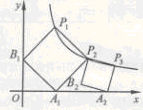 y
P₁
B₁
P₂
P₃
B₂
O
A₁
A₂
x